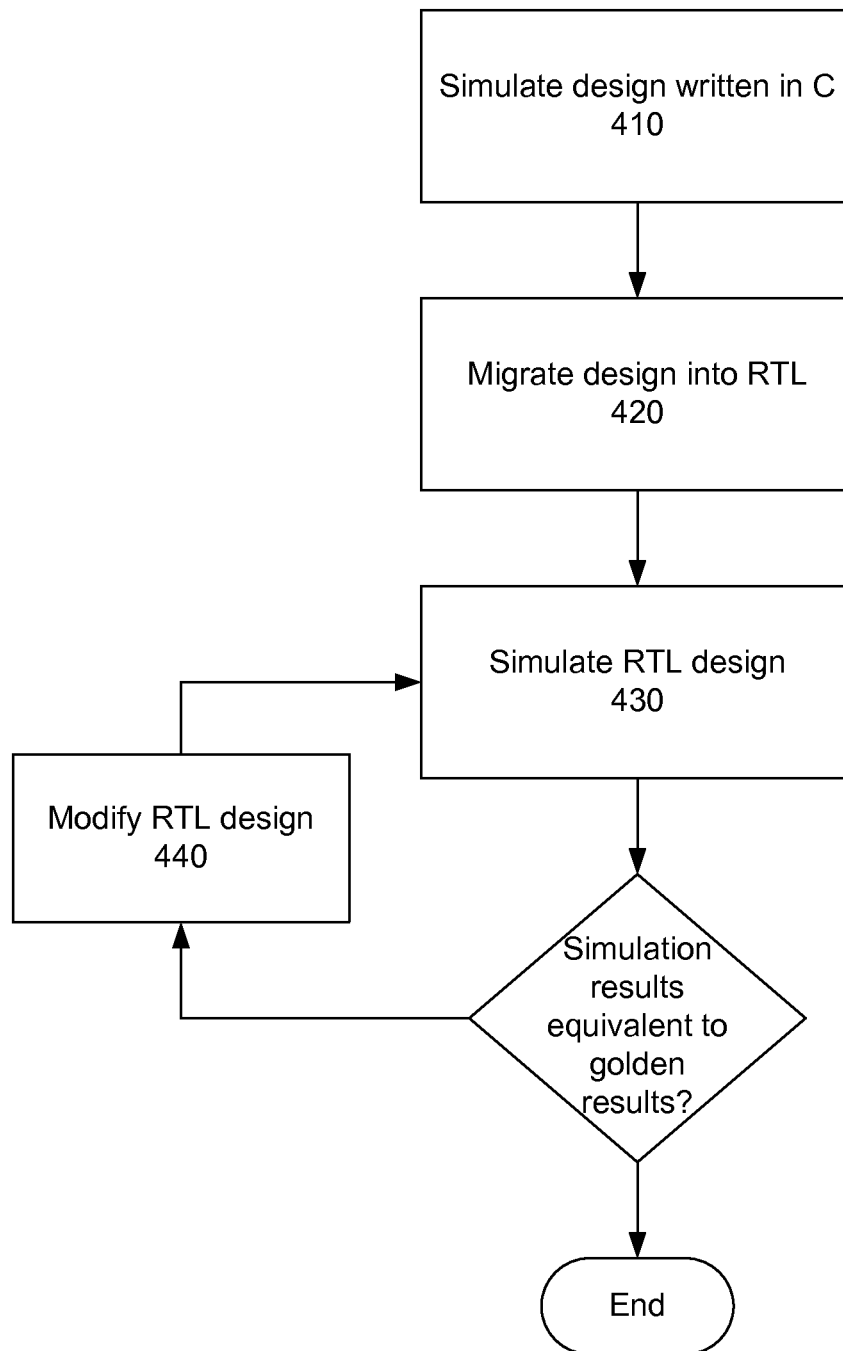 Simulate design written in C
410
Migrate design into RTL
420
Simulate RTL design
430
Modify RTL design
440
Simulation
results
equivalent to
golden
results?
End